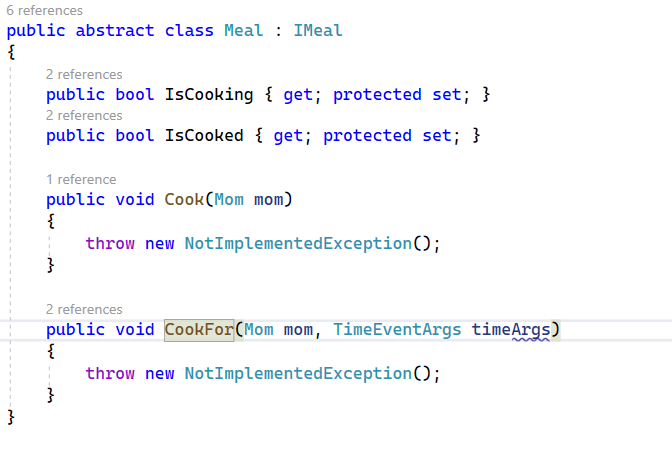 6 references
public abstract class Meal : IMeal
{
2 references
public bool IsCooking { get; protected set; }
2 references
public bool IsCooked { get; protected set; }
1 reference
public void Cook(Mom mom)
{
throw new NotImplementedException();
}
2 references
public void CookFor(Mom mom, TimeEventArgs timeArgs)
{
throw new NotImplementedException();
}
}